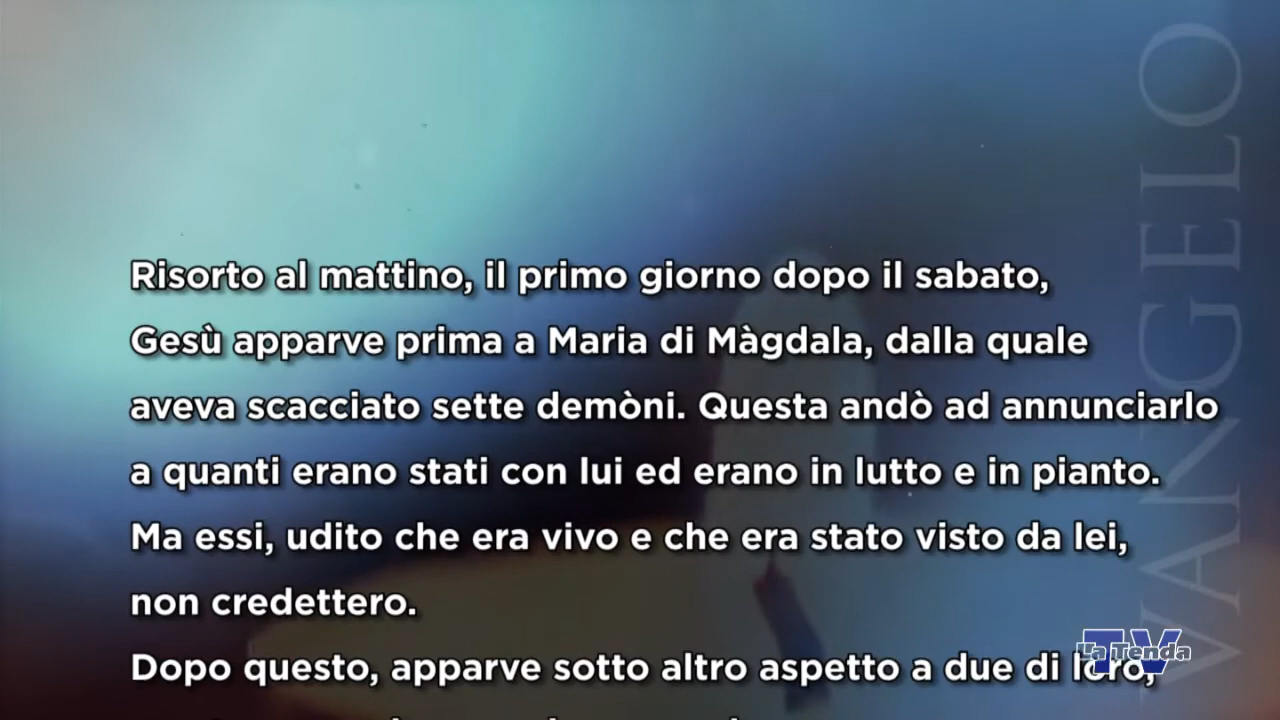 Risorto al mattino, il primo giorno dopo il sabato,
Gesù apparve prima a Maria di Màgdala, dalla quale
aveva scacciato sette demòni. Questa andò ad annunciarlo
a quanti erano stati con lui ed erano in lutto e in pianto.
Ma essi, udito che era vivo e che era stato visto da lei,
non credettero.
Dopo questo, apparve sotto altro aspetto a due di loro,
VANGELO
TV
La Tenda